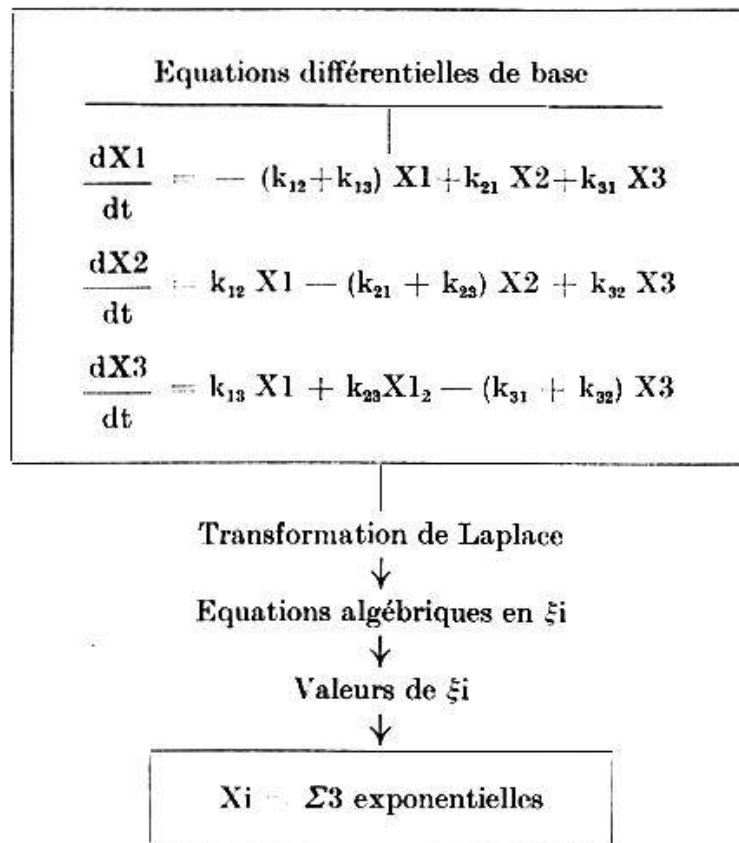 Equations différentielles de base
dX1/dt = — (k₁₂+k₁₃) X1+k₂₁ X2+k₃₁ X3
dX2/dt = k₁₂ X1 — (k₂₁ + k₂₃) X2 + k₃₂ X3
dX3/dt = k₁₃ X1 + k₂₃X1₂ — (k₃₁ + k₃₂) X3
Transformation de Laplace
↓
Equations algébriques en ξi
↓
Valeurs de ξi
↓
Xi = Σ3 exponentielles